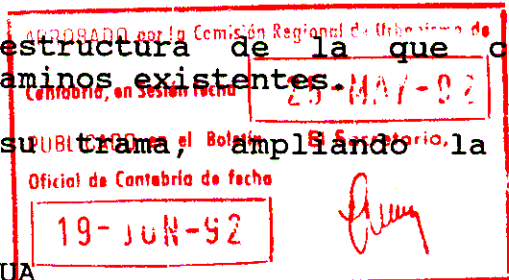 APROBADO por la Comisión Regional de Urbanismo de
estructura de la que c
aminos existentes.
Cantabria, en Sesión fecha 25-MAY-92
su trama, ampliando la
PUBLICADO en el Boletín El Secretario,
Oficial de Cantabria de fecha
19-JUN-92
UA